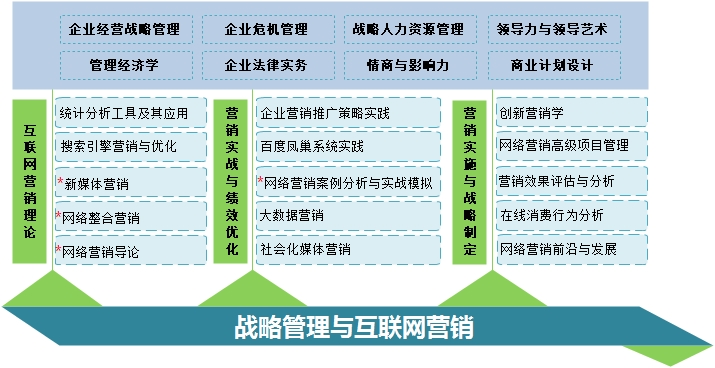 企业经营战略管理
企业危机管理
战略人力资源管理
领导力与领导艺术
管理经济学
企业法律实务
情商与影响力
商业计划设计
互联网营销理论
统计分析工具及其应用
搜索引擎营销与优化
*新媒体营销
*网络整合营销
*网络营销导论
营销实战与绩效优化
企业营销推广策略实践
百度凤巢系统实践
*网络营销案例分析与实战模拟
大数据营销
社会化媒体营销
营销实施与战略制定
创新营销学
网络营销高级项目管理
营销效果评估与分析
在线消费行为分析
网络营销前沿与发展
战略管理与互联网营销